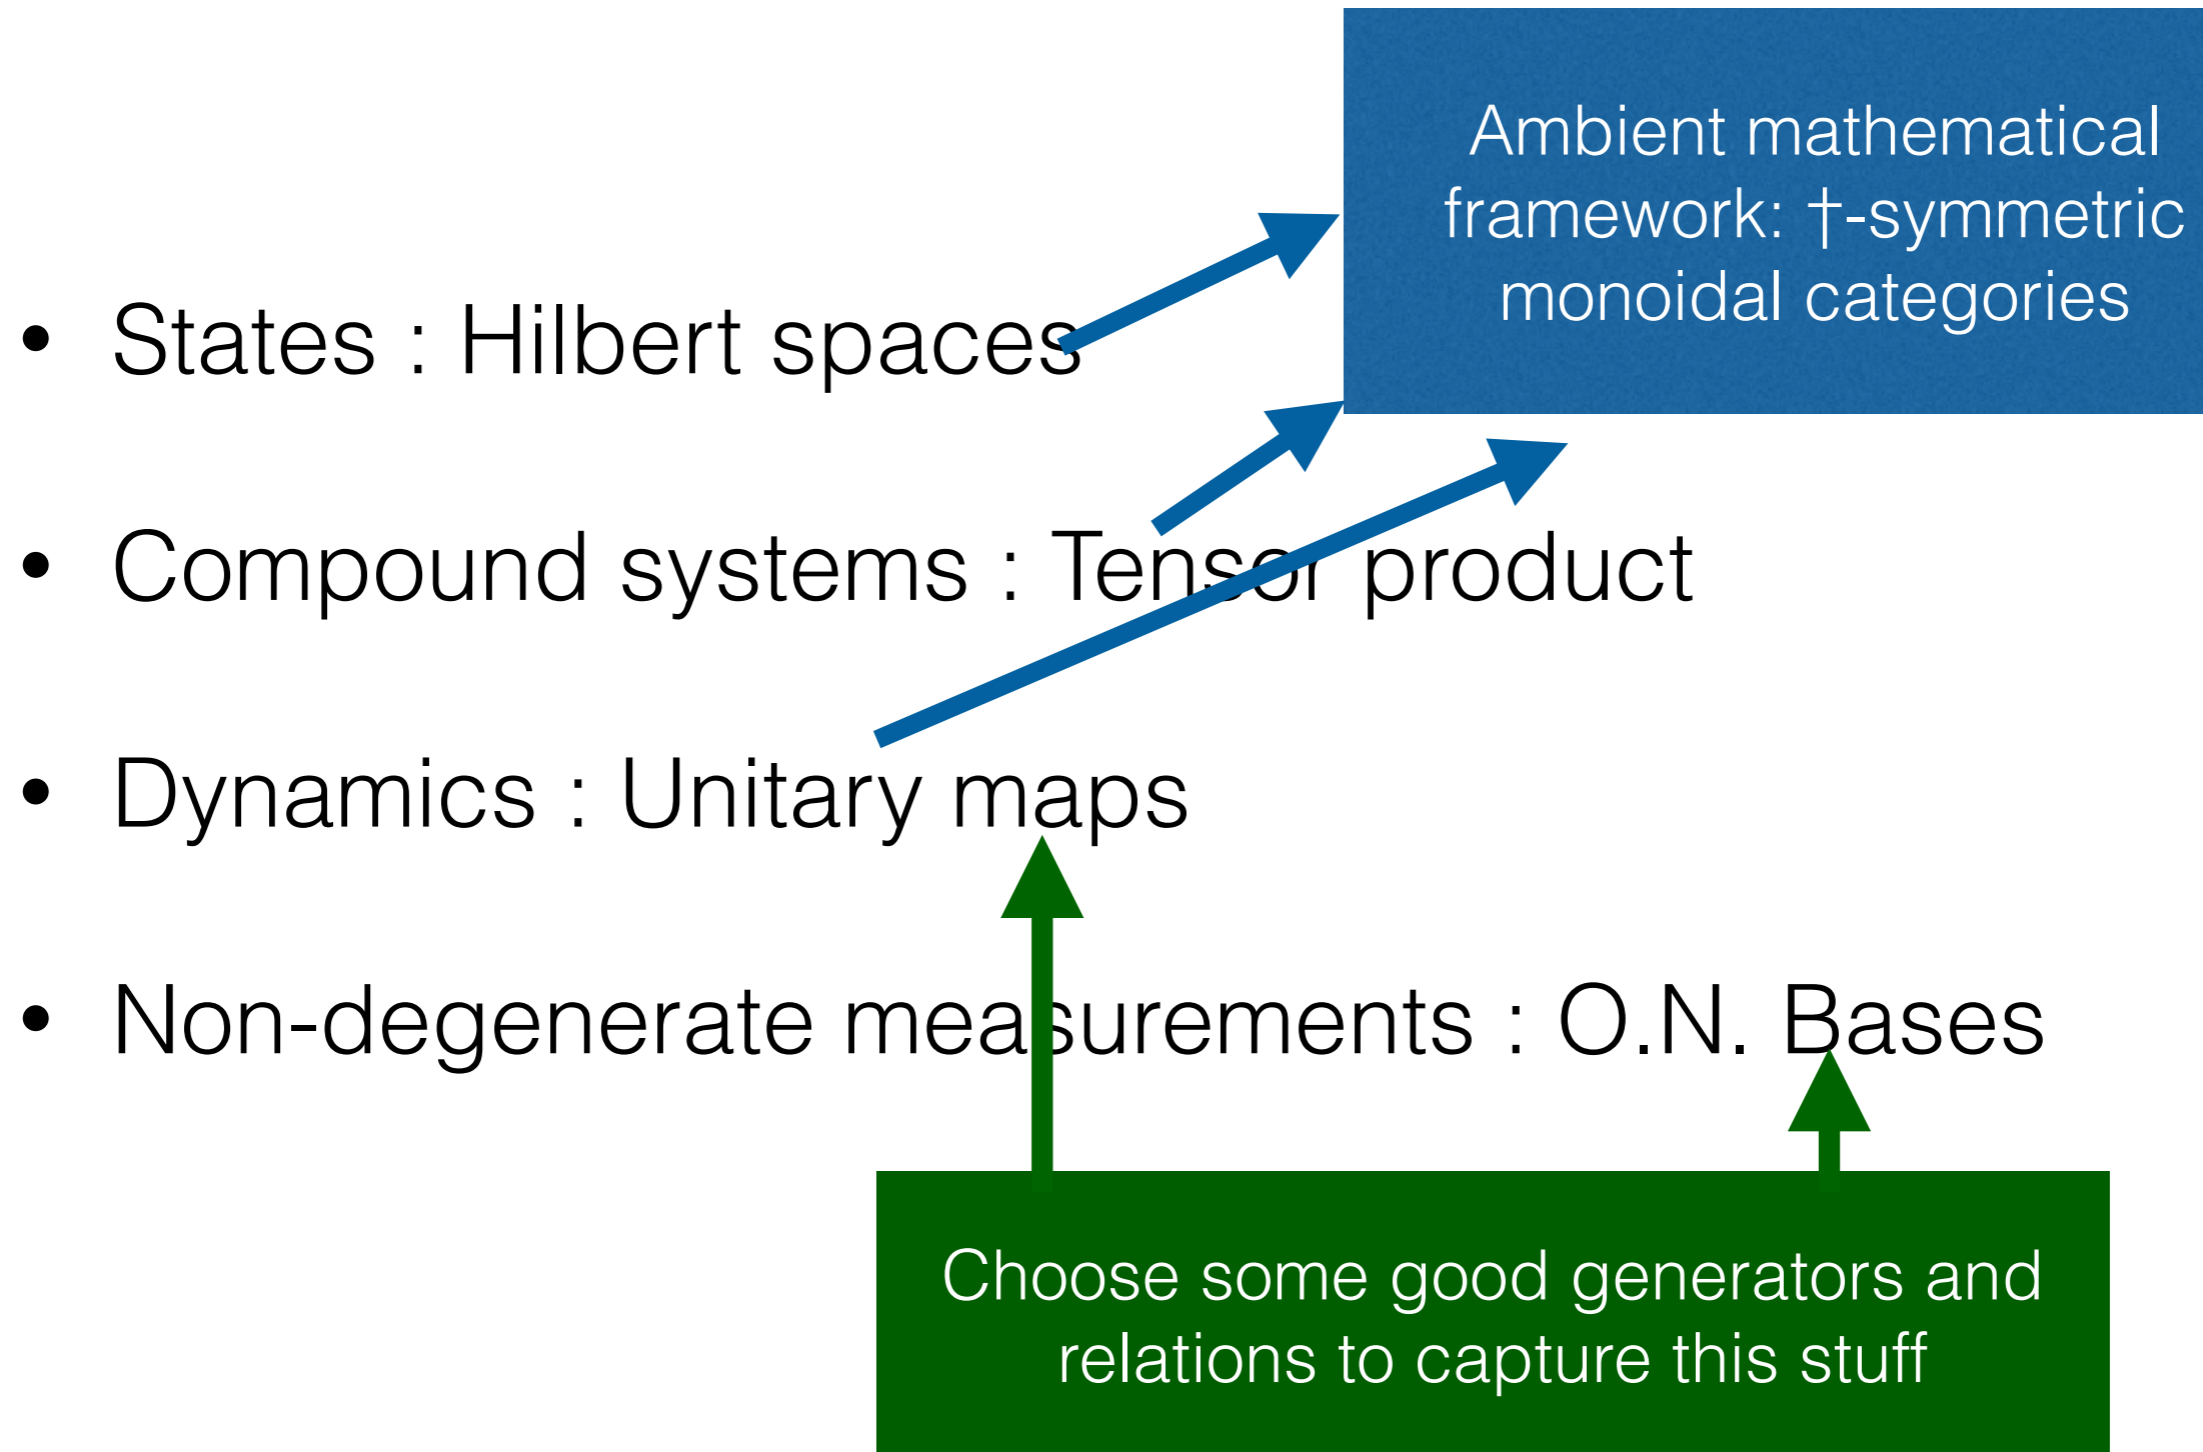 Ambient mathematical
framework: †-symmetric
monoidal categories
• States : Hilbert spaces
• Compound systems : Tensor product
• Dynamics : Unitary maps
• Non-degenerate measurements : O.N. Bases
Choose some good generators and
relations to capture this stuff